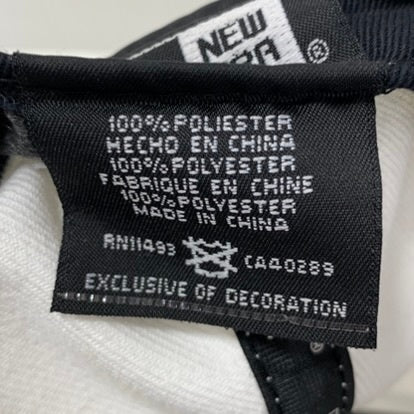 NEW
ERA
®
100% POLIESTER
HECHO EN CHINA
100% POLYESTER
FABRIQUE EN CHINE
100% POLYESTER
MADE IN CHINA
RN11493 CA40289
EXCLUSIVE OF DECORATION
®